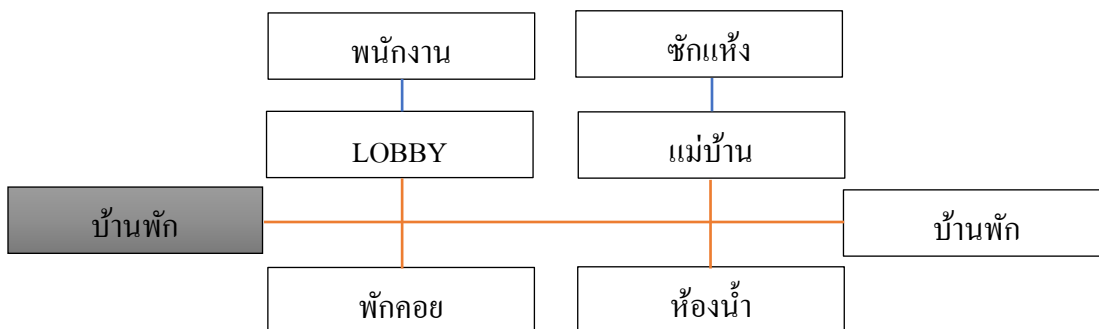 พนักงาน
ซักแห้ง
LOBBY
แม่บ้าน
บ้านพัก
บ้านพัก
พักคอย
ห้องน้ำ